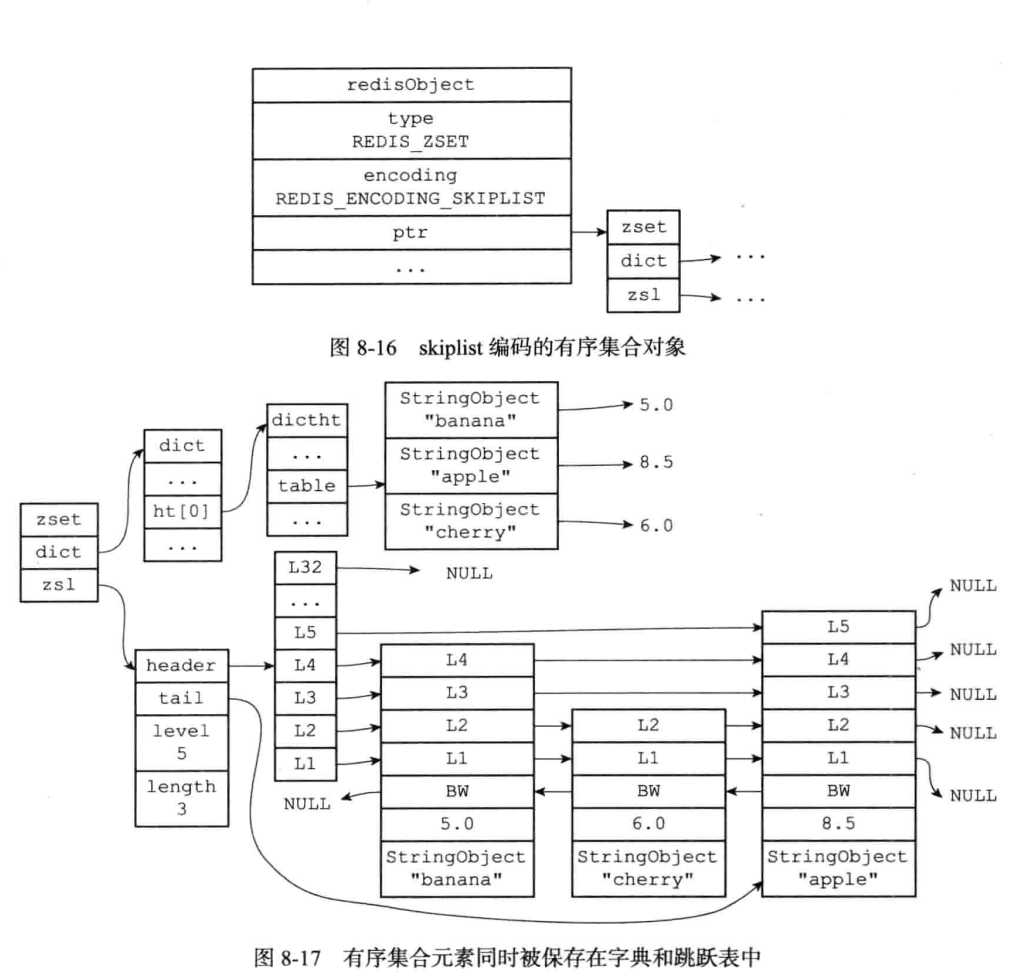 redisObject
type
REDIS_ZSET
encoding
REDIS_ENCODING_SKIPLIST
ptr
...
zset
dict
zsl
...
...
图 8-16 skiplist 编码的有序集合对象
zset
dict
zsl
dict
...
ht[0]
...
dictht
...
table
...
StringObject
"banana"
StringObject
"apple"
StringObject
"cherry"
5.0
8.5
6.0
header
tail
level
5
length
3
L32
...
L5
L4
L3
L2
L1
NULL
NULL
L4
L3
L2
L1
BW
5.0
StringObject
"banana"
L2
L1
BW
6.0
StringObject
"cherry"
L5
L4
L3
L2
L1
BW
8.5
StringObject
"apple"
NULL
NULL
NULL
NULL
NULL
图 8-17 有序集合元素同时被保存在字典和跳跃表中